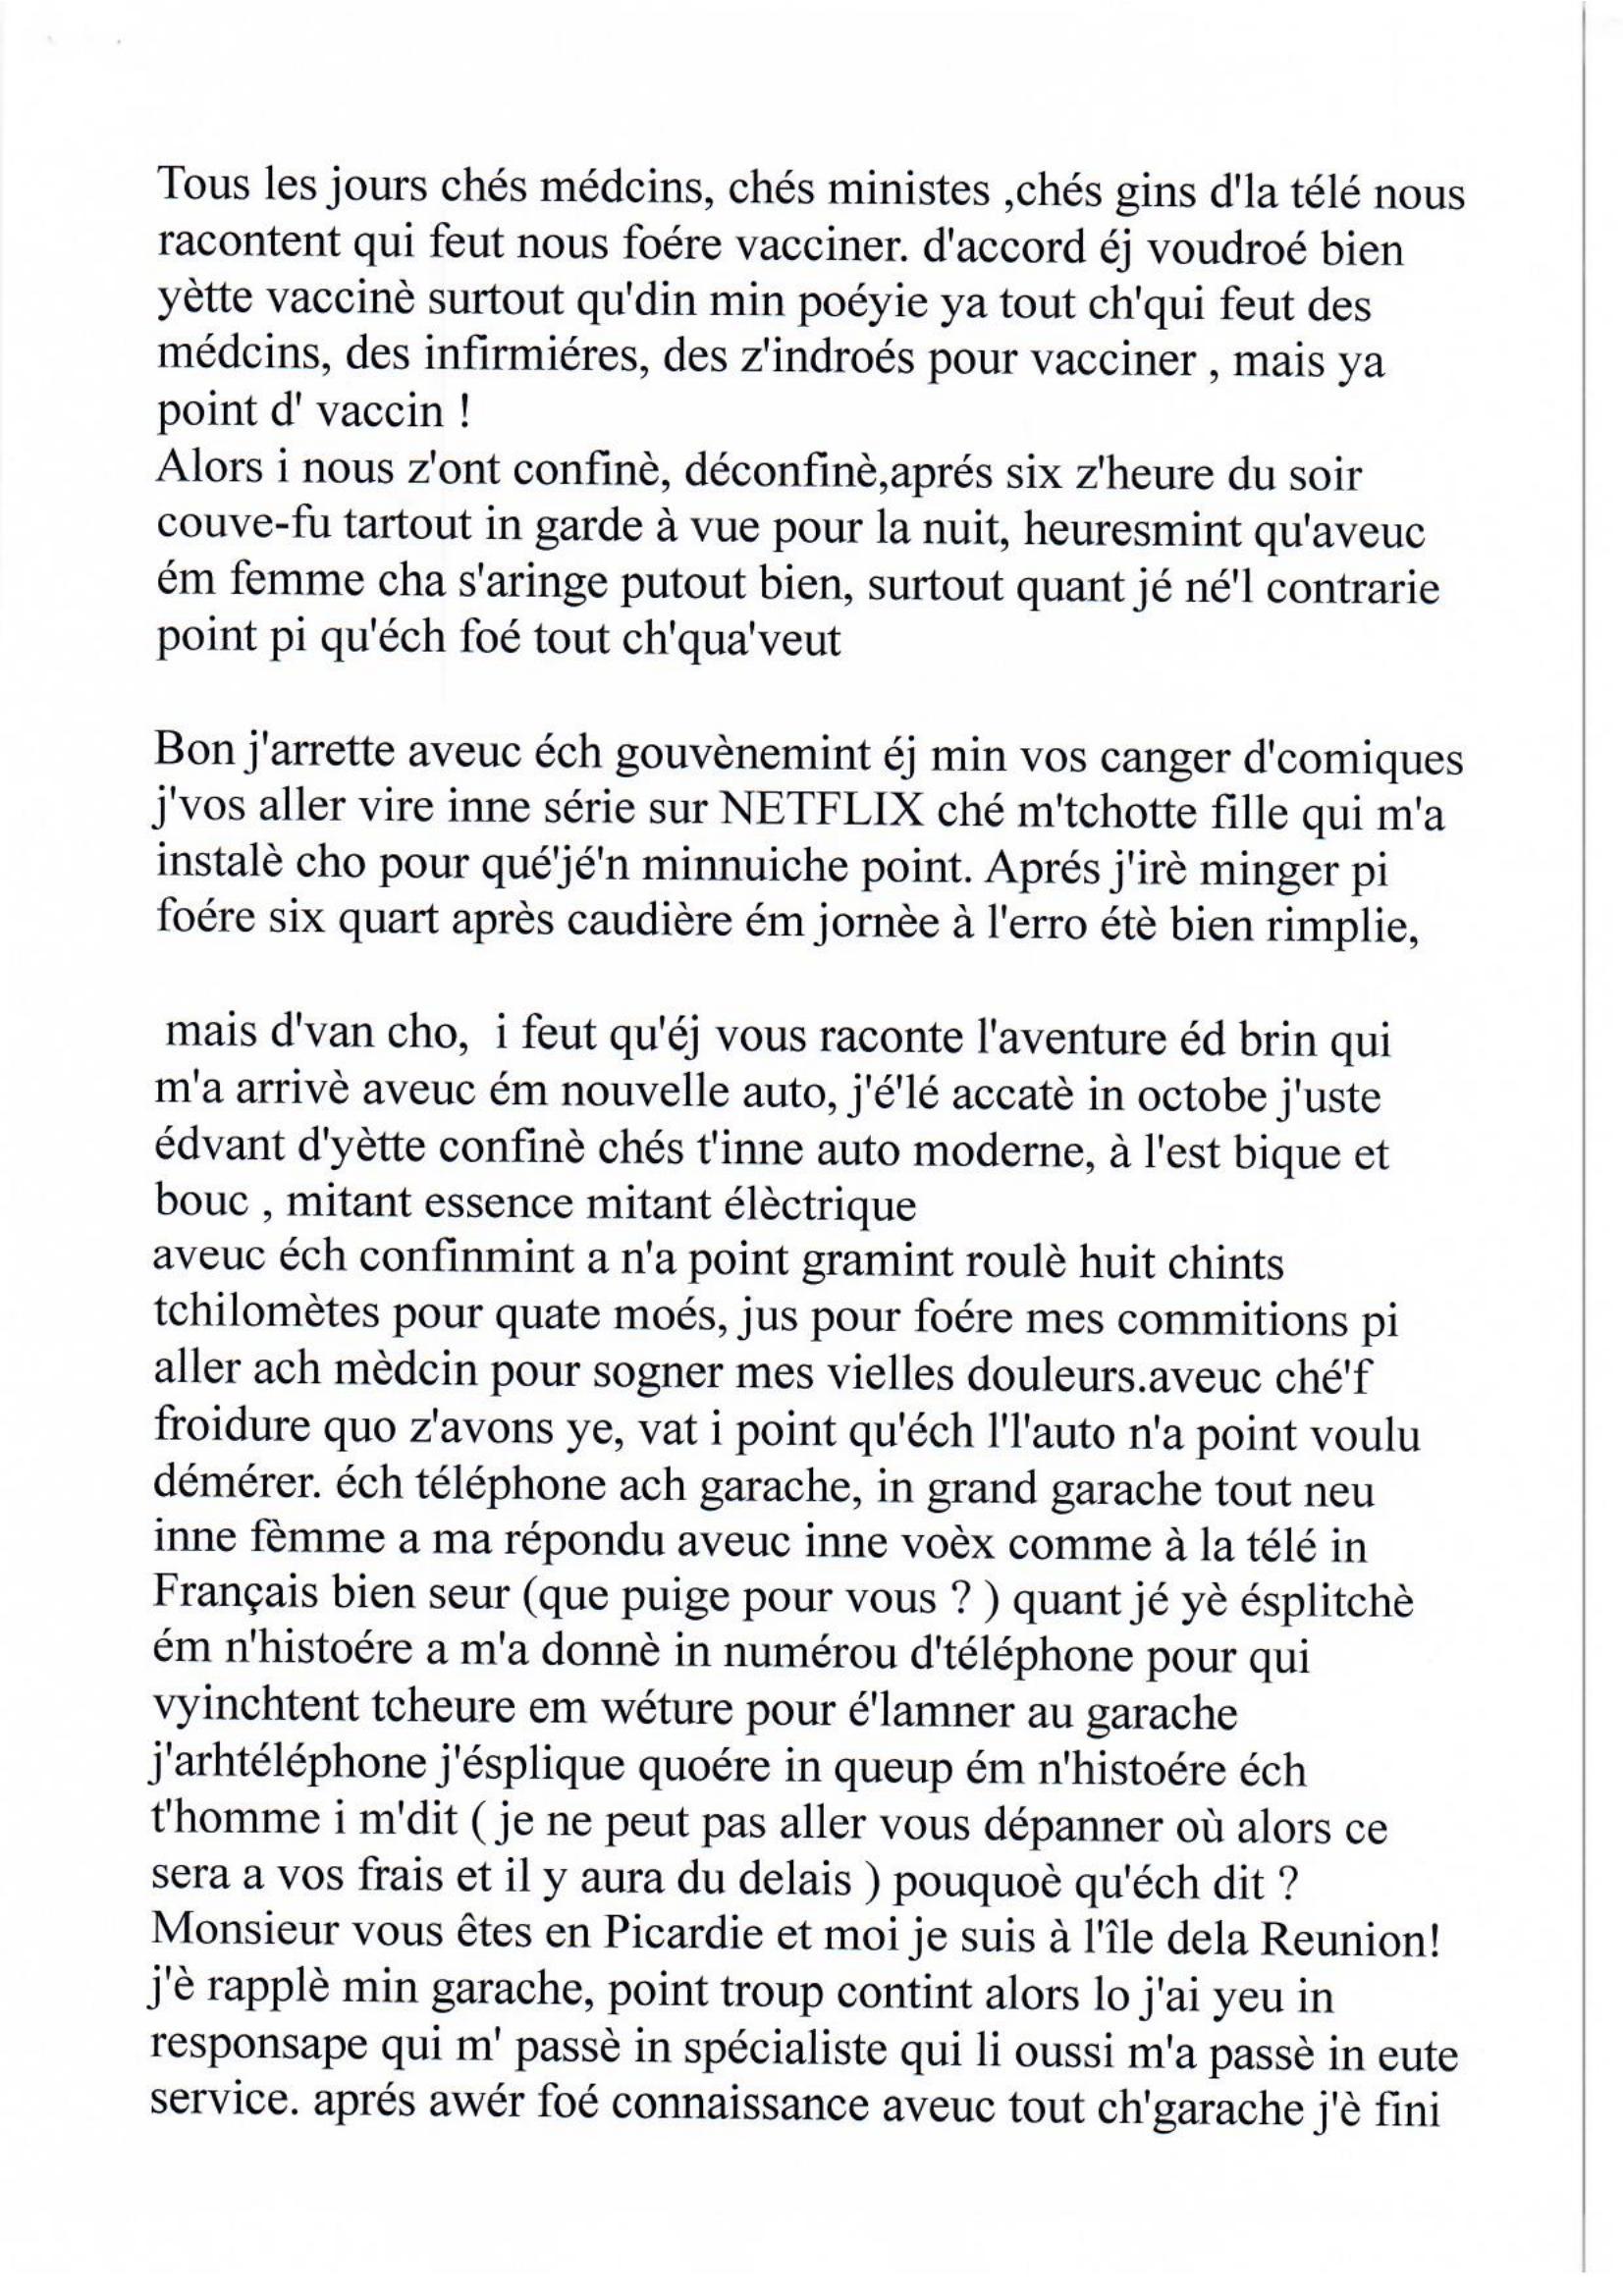 Tous les jours chés médcins, chés ministes ,chés gins d'la télé nous
racontent qui feut nous foére vacciner. d'accord éj voudroé bien
yètte vaccinè surtout qu'din min poéyie ya tout ch'qui feut des
médcins, des infirmiéres, des z'indroés pour vacciner , mais ya
point d' vaccin !
Alors i nous z'ont confinè, déconfinè,aprés six z'heure du soir
couve-fu tartout in garde à vue pour la nuit, heuresmint qu'aveuc
ém femme cha s'aringe putout bien, surtout quant jé né'l contrarie
point pi qu'éch foé tout ch'qua'veut
Bon j'arrette aveuc éch gouvènemint éj min vos canger d'comiques
j'vos aller vire inne série sur NETFLIX ché m'tchotte fille qui m'a
instalè cho pour qué'jé'n minnuiche point. Aprés j'irè minger pi
foére six quart après caudière ém jornèe à l'erro étè bien rimplie,
mais d'van cho, i feut qu'éj vous raconte l'aventure éd brin qui
m'a arrivè aveuc ém nouvelle auto, j'é'lé accatè in octobe j'uste
édvant d'yètte confinè chés t'inne auto moderne, à l'est bique et
bouc , mitant essence mitant élèctrique
aveuc éch confinmint a n'a point gramint roulè huit chints
tchilomètes pour quate moés, jus pour foére mes commitions pi
aller ach mèdcin pour sogner mes vielles douleurs.aveuc ché'f
froidure quo z'avons ye, vat i point qu'éch l'l'auto n'a point voulu
démérer. éch téléphone ach garache, in grand garache tout neu
inne fèmme a ma répondu aveuc inne voèx comme à la télé in
Français bien seur (que puige pour vous ? ) quant jé yè ésplitchè
ém n'histoére a m'a donnè in numérou d'téléphone pour qui
vyinchtent tcheure em wéture pour é'lamner au garache
j'arhtéléphone j'ésplique quoére in queup ém n'histoére éch
t'homme i m'dit ( je ne peut pas aller vous dépanner où alors ce
sera a vos frais et il y aura du delais ) pouquoè qu'éch dit ?
Monsieur vous êtes en Picardie et moi je suis à l'île dela Reunion!
j'è rapplè min garache, point troup contint alors lo j'ai yeu in
responsape qui m' passè in spécialiste qui li oussi m'a passè in eute
service. aprés awér foé connaissance aveuc tout ch'garache j'è fini